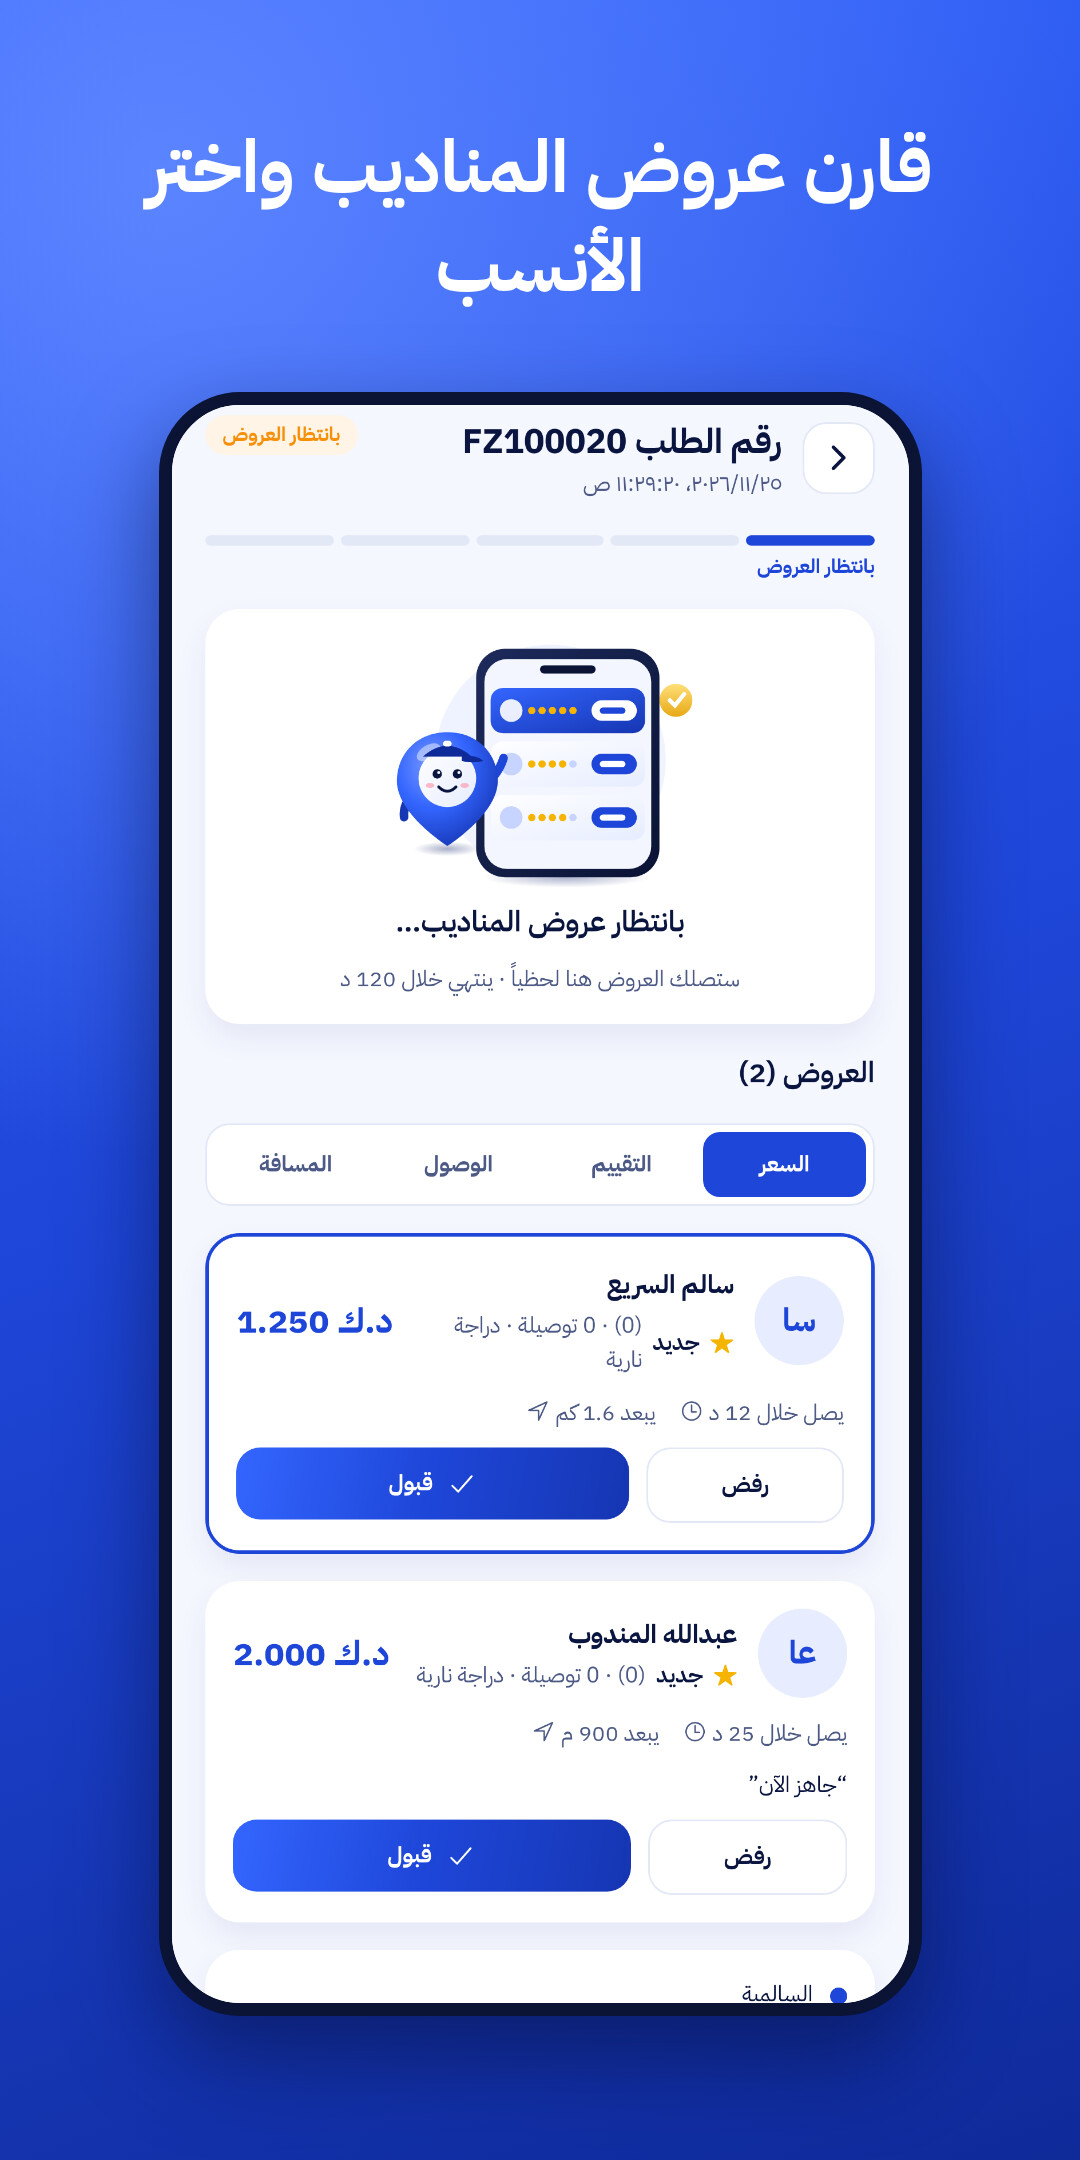 قارن عروض المناديب واختر
الأنسب
رقم الطلب FZ100020
بانتظار العروض
٢٠٢٦/١١/٢٥، ١١:٢٩:٢٠ ص
بانتظار العروض
بانتظار عروض المناديب...
ستصلك العروض هنا لحظياً · ينتهي خلال 120 د
العروض (2)
السعر
التقييم
الوصول
المسافة
سا
سالم السريع
جديد (0) · 0 توصيلة · دراجة
نارية
د.ك 1.250
يصل خلال 12 د
يبعد 1.6 كم
رفض
قبول
عا
عبدالله المندوب
جديد (0) · 0 توصيلة · دراجة نارية
د.ك 2.000
يصل خلال 25 د
يبعد 900 م
“جاهز الآن”
رفض
قبول
السالمية